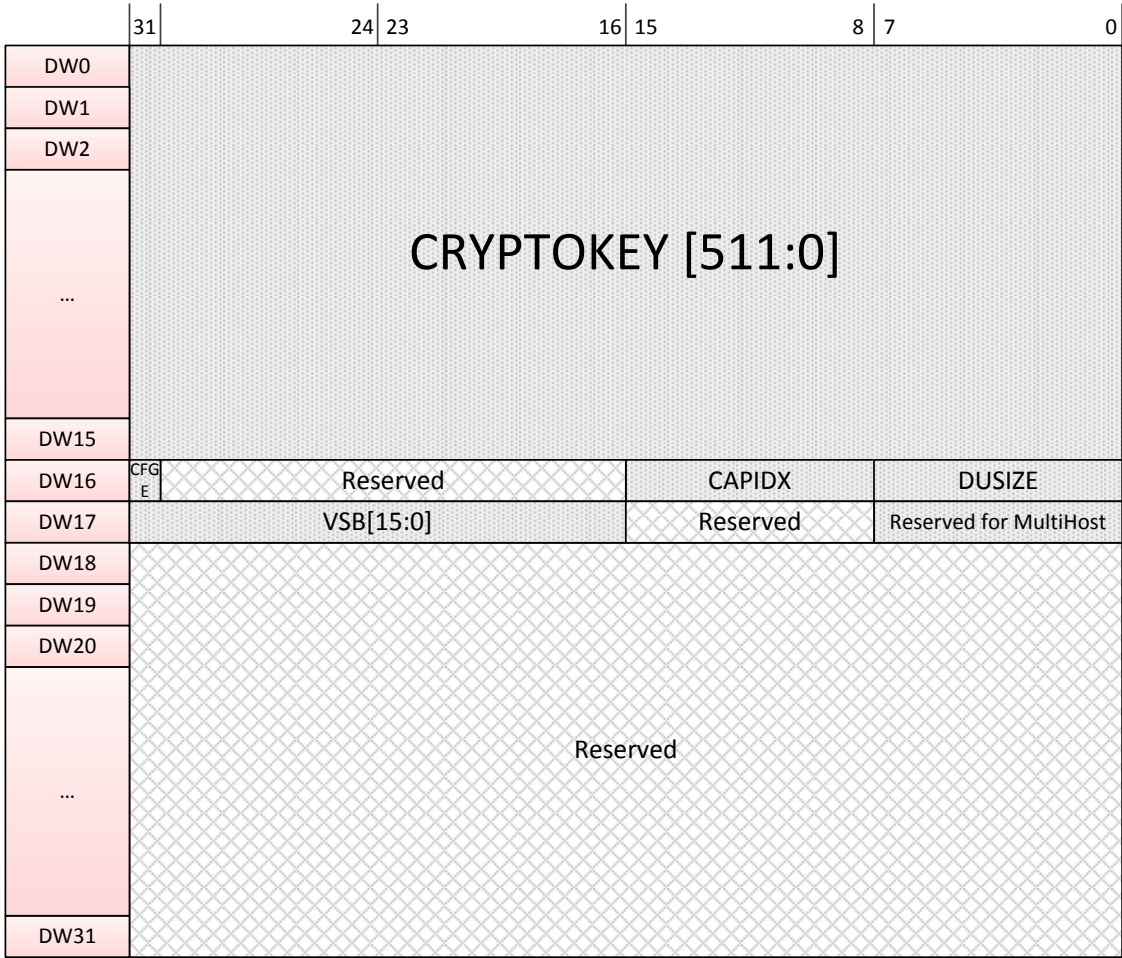 31 24 23 16 15 8 7 0
DW0
DW1
DW2
CRYPTOKEY [511:0]
...
DW15
DW16 CFG E Reserved CAPIDX DUSIZE
DW17 VSB[15:0] Reserved Reserved for MultiHost
DW18
DW19
DW20
Reserved
...
DW31